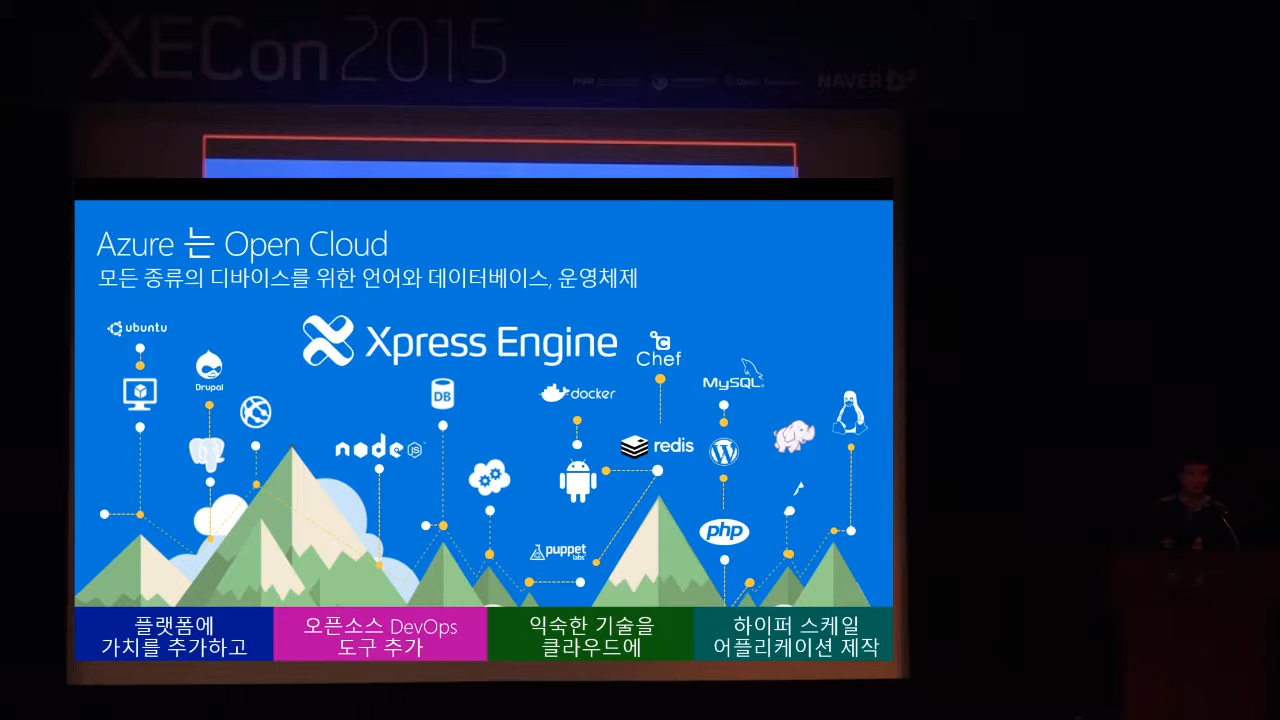 XECon2015
NAVER D2
Azure 는 Open Cloud
모든 종류의 디바이스를 위한 언어와 데이터베이스, 운영체제
ubuntu
Xpress Engine
Chef
Drupal
MySQL
DB
docker
node JS
redis
puppet labs
php
플랫폼에
가치를 추가하고
오픈소스 DevOps
도구 추가
익숙한 기술을
클라우드에
하이퍼 스케일
어플리케이션 제작